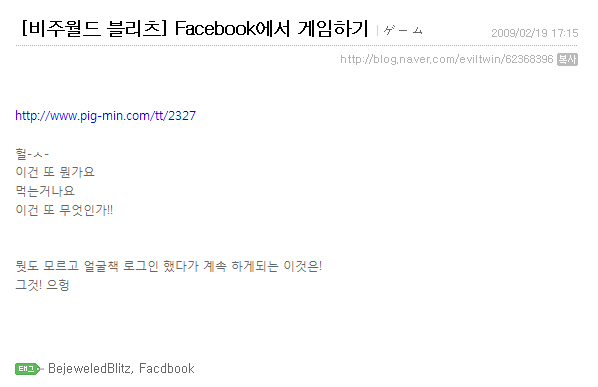 [비주월드 블리츠] Facebook에서 게임하기 | ゲーム 2009/02/19 17:15
http://blog.naver.com/eviltwin/62368396 복사
http://www.pig-min.com/tt/2327
헐-ㅅ-
이건 또 뭔가요
먹는거나요
이건 또 무엇인가!!
뭣도 모르고 얼굴책 로그인 했다가 계속 하게되는 이것은!
그것! 으헝
태그 - BejeweledBlitz, Facdbook